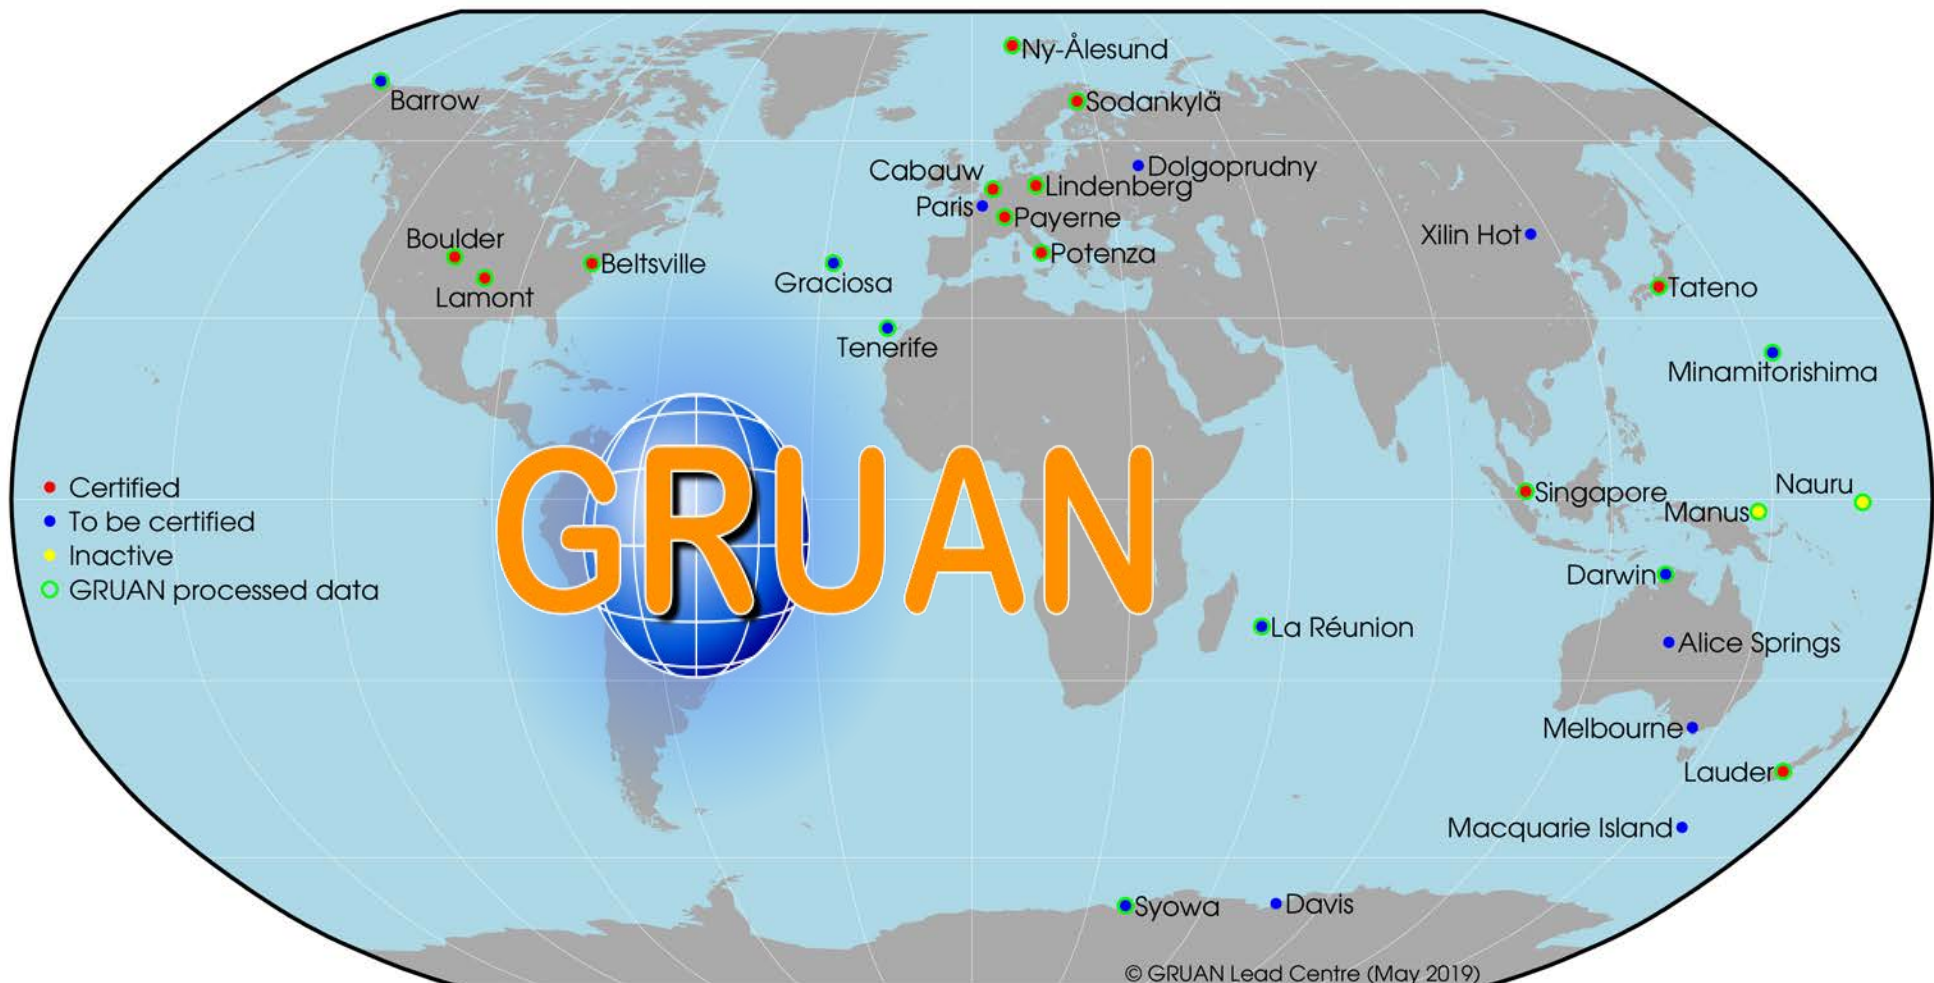 Ny-Ålesund
Barrow
Sodankylä
Cabauw
Dolgoprudny
Lindenberg
Paris
Payerne
Boulder
Xilin Hot
Potenza
Beltsville
Graciosa
Lamont
Tateno
Tenerife
Minamitorishima
GRUAN
Certified
To be certified
Inactive
GRUAN processed data
Nauru
Singapore
Manus
Darwin
La Réunion
Alice Springs
Melbourne
Lauder
Macquarie Island
Syowa
Davis
© GRUAN Lead Centre (May 2019)